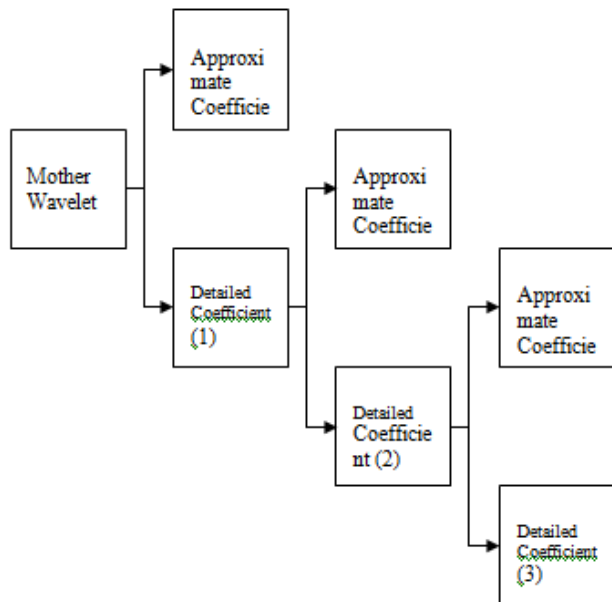 Approxi
mate
Coefficie
Mother
Wavelet
Approxi
mate
Coefficie
Detailed
Coefficient
(1)
Approxi
mate
Coefficie
Detailed
Coefficie
nt (2)
Detailed
Coefficient
(3)